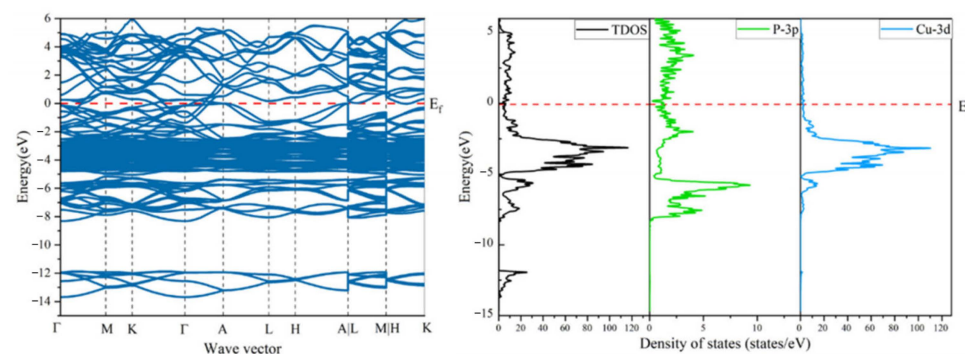 6
4
2
0
−2
−4
−6
−8
−10
−12
−14
Energy(eV)
E_f
Γ M K Γ A L H A|L M|H K
Wave vector
TDOS P-3p Cu-3d
5
0
−5
−10
−15
Energy(eV)
E
0 20 40 60 80 100 120 0 5 10 0 20 40 60 80 100 120
Density of states (states/eV)